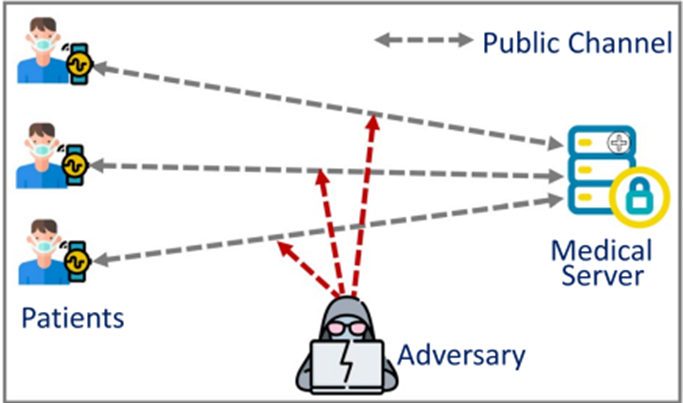 Public Channel
Medical
Server
Patients
Adversary